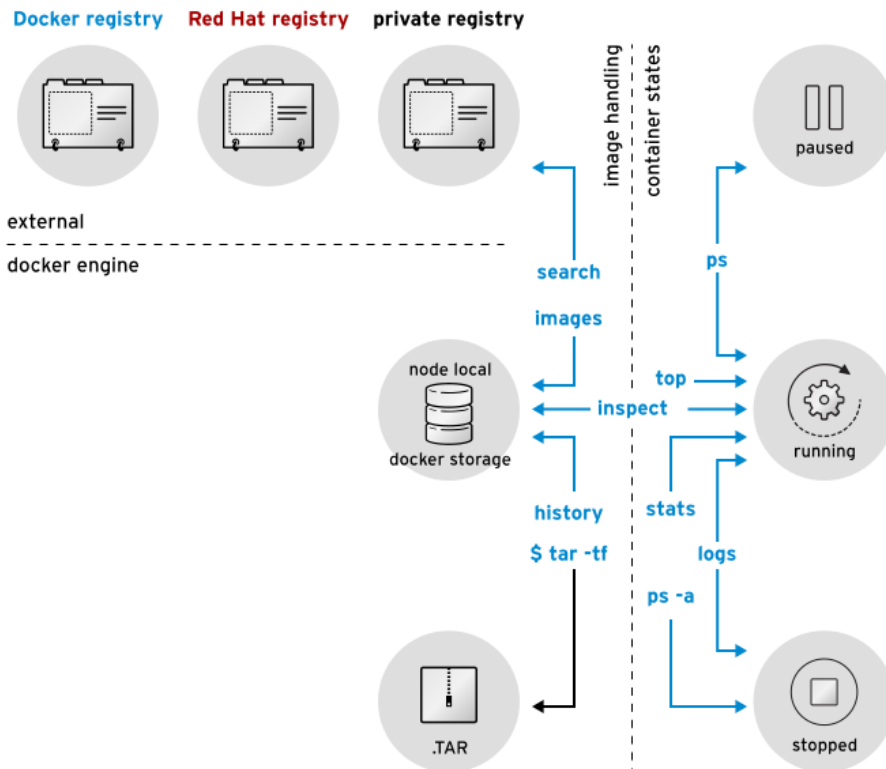 Docker registry
Red Hat registry
private registry
image handling
container states
paused
external
docker engine
search
ps
images
node local
docker storage
top
inspect
running
history
stats
$ tar -tf
logs
ps -a
.TAR
stopped